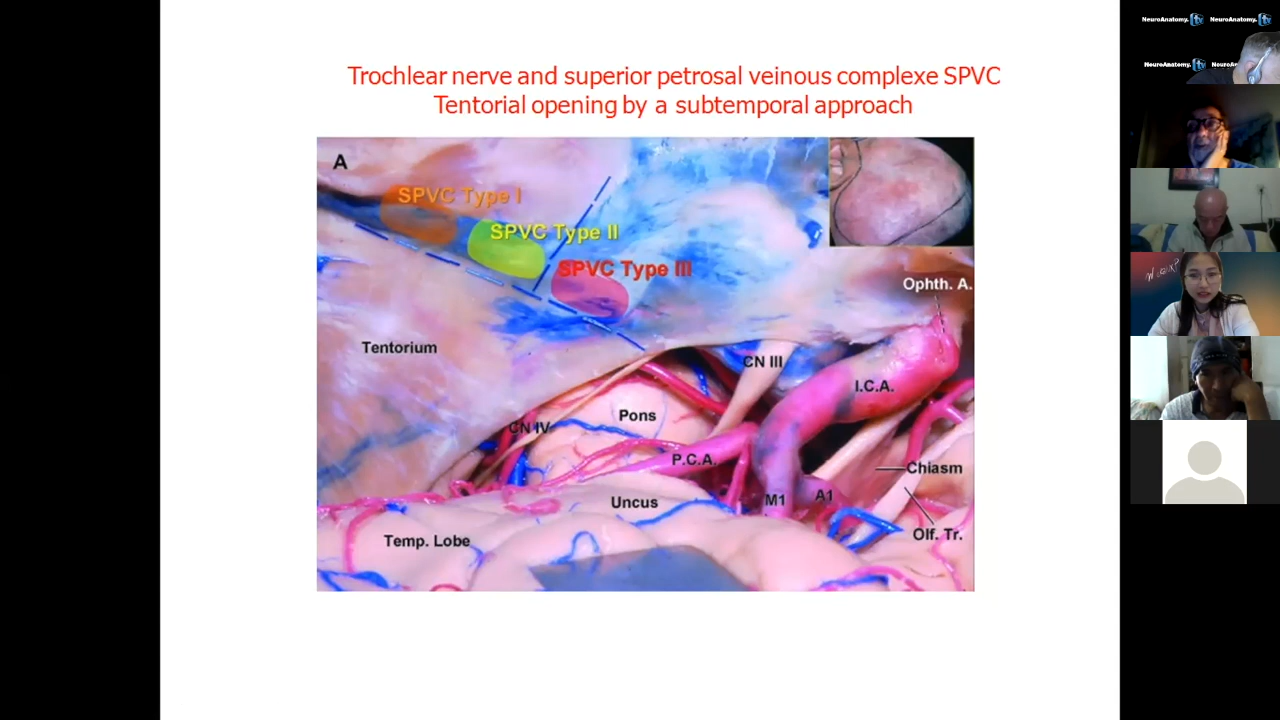 Trochlear nerve and superior petrosal veinous complexe SPVC
Tentorial opening by a subtemporal approach
A
SPVC Type I
SPVC Type II
SPVC Type III
Ophth. A.
Tentorium
CN III
I.C.A.
Pons
CN IV
P.C.A.
Chiasm
Uncus
M1
A1
Olf. Tr.
Temp. Lobe
NeuroAnatomy.tv
NeuroAnatomy.tv
NeuroAnatomy.tv